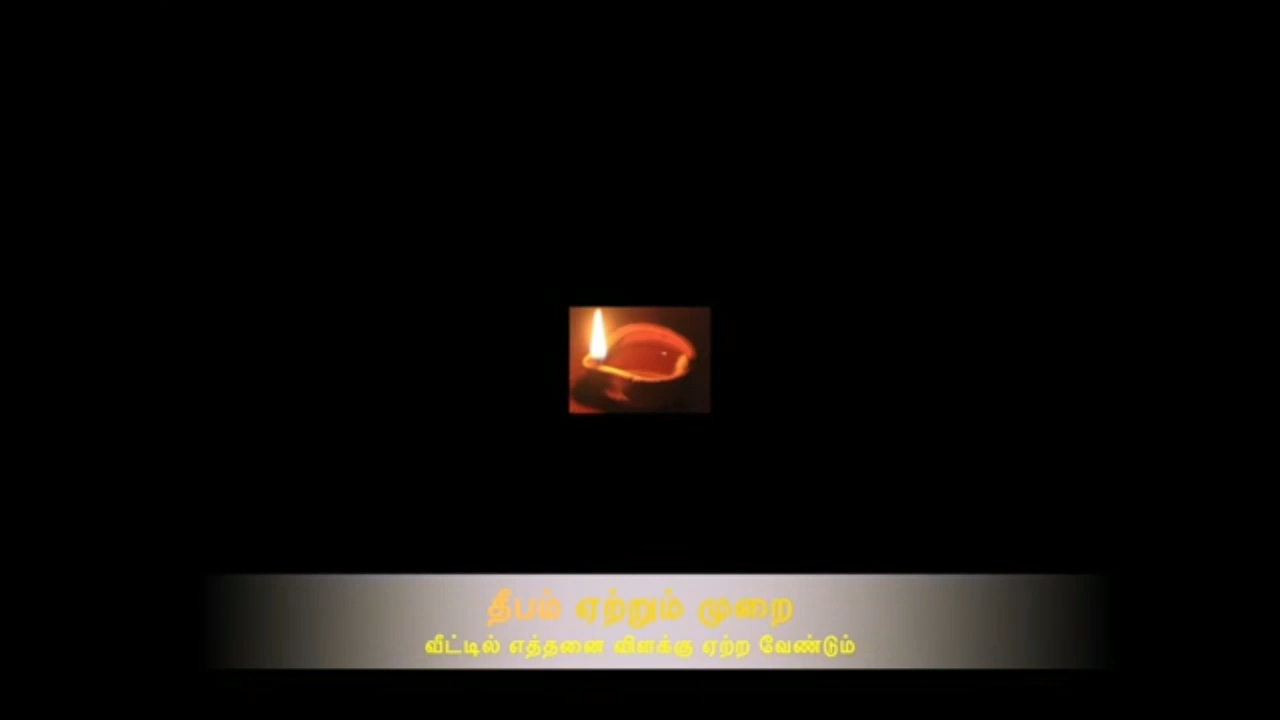 தீபம் ஏற்றும் முறை
வீட்டில் எத்தனை விளக்கு ஏற்ற வேண்டும்